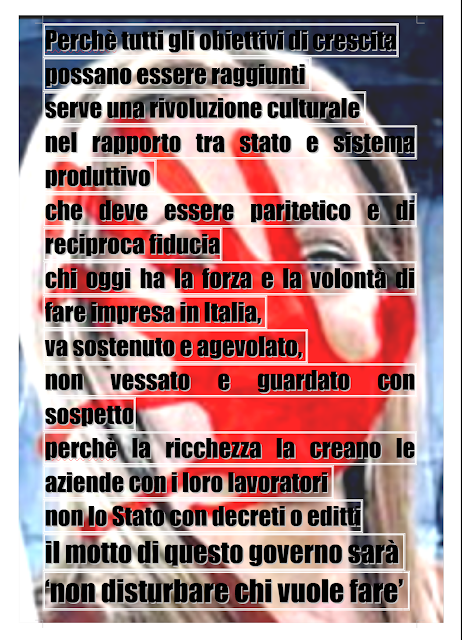 Perchè tutti gli obiettivi di crescita
possano essere raggiunti
serve una rivoluzione culturale
nel rapporto tra stato e sistema
produttivo
che deve essere paritetico e di
reciproca fiducia
chi oggi ha la forza e la volontà di
fare impresa in Italia,
va sostenuto e agevolato,
non vessato e guardato con
sospetto
perchè la ricchezza la creano le
aziende con i loro lavoratori
non lo Stato con decreti o editti
il motto di questo governo sarà
‘non disturbare chi vuole fare’